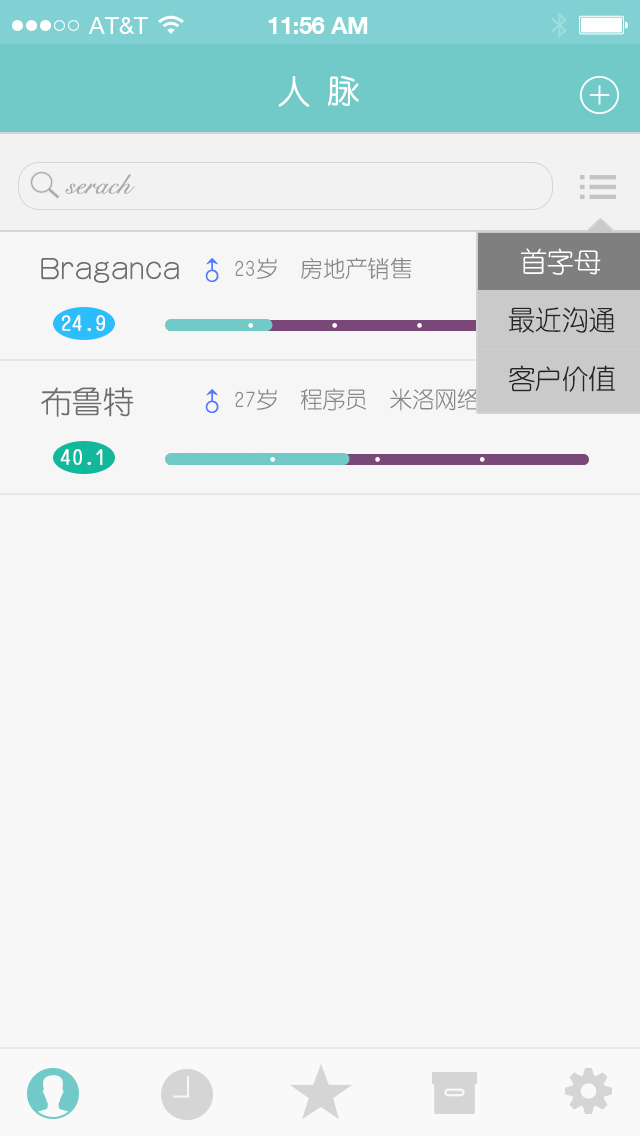 AT&T 11:56 AM
人 脉
serach
首字母
最近沟通
客户价值
Braganca 23岁 房地产销售
24.9
布鲁特 27岁 程序员 米洛网络
40.1